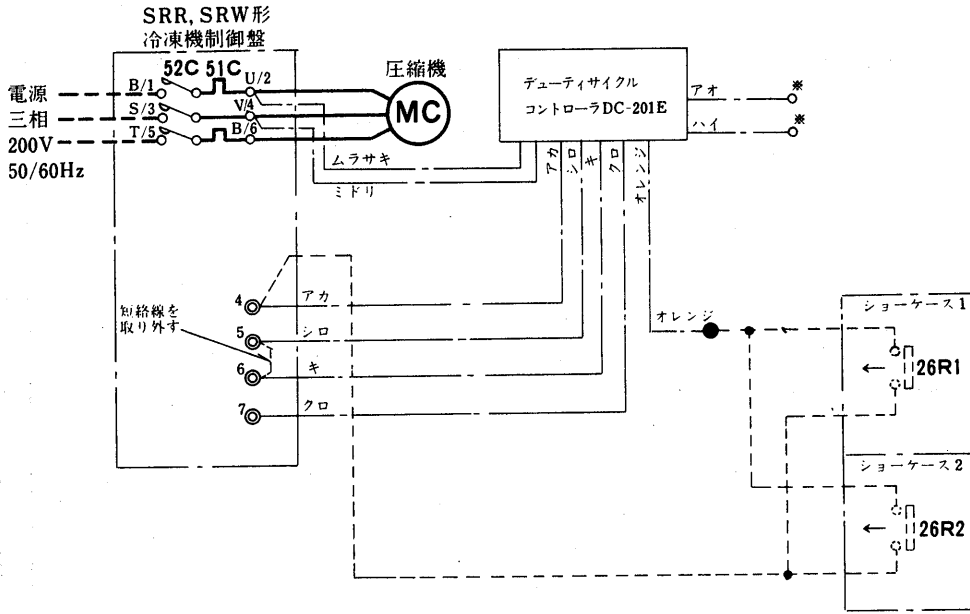 SRR, SRW形
冷凍機制御盤
52C 51C
電源
三相
200V
50/60Hz
B/1
S/3
T/5
U/2
V/4
B/6
圧縮機
MC
デューティサイクル
コントローラDC-201E
アオ
※
ハイ
※
ムラサキ
ミドリ
アカ
シロ
キ
クロ
オレンジ
4
アカ
短絡線を
取り外す
5
シロ
6
キ
7
クロ
オレンジ
ショーケース1
26R1
ショーケース2
26R2